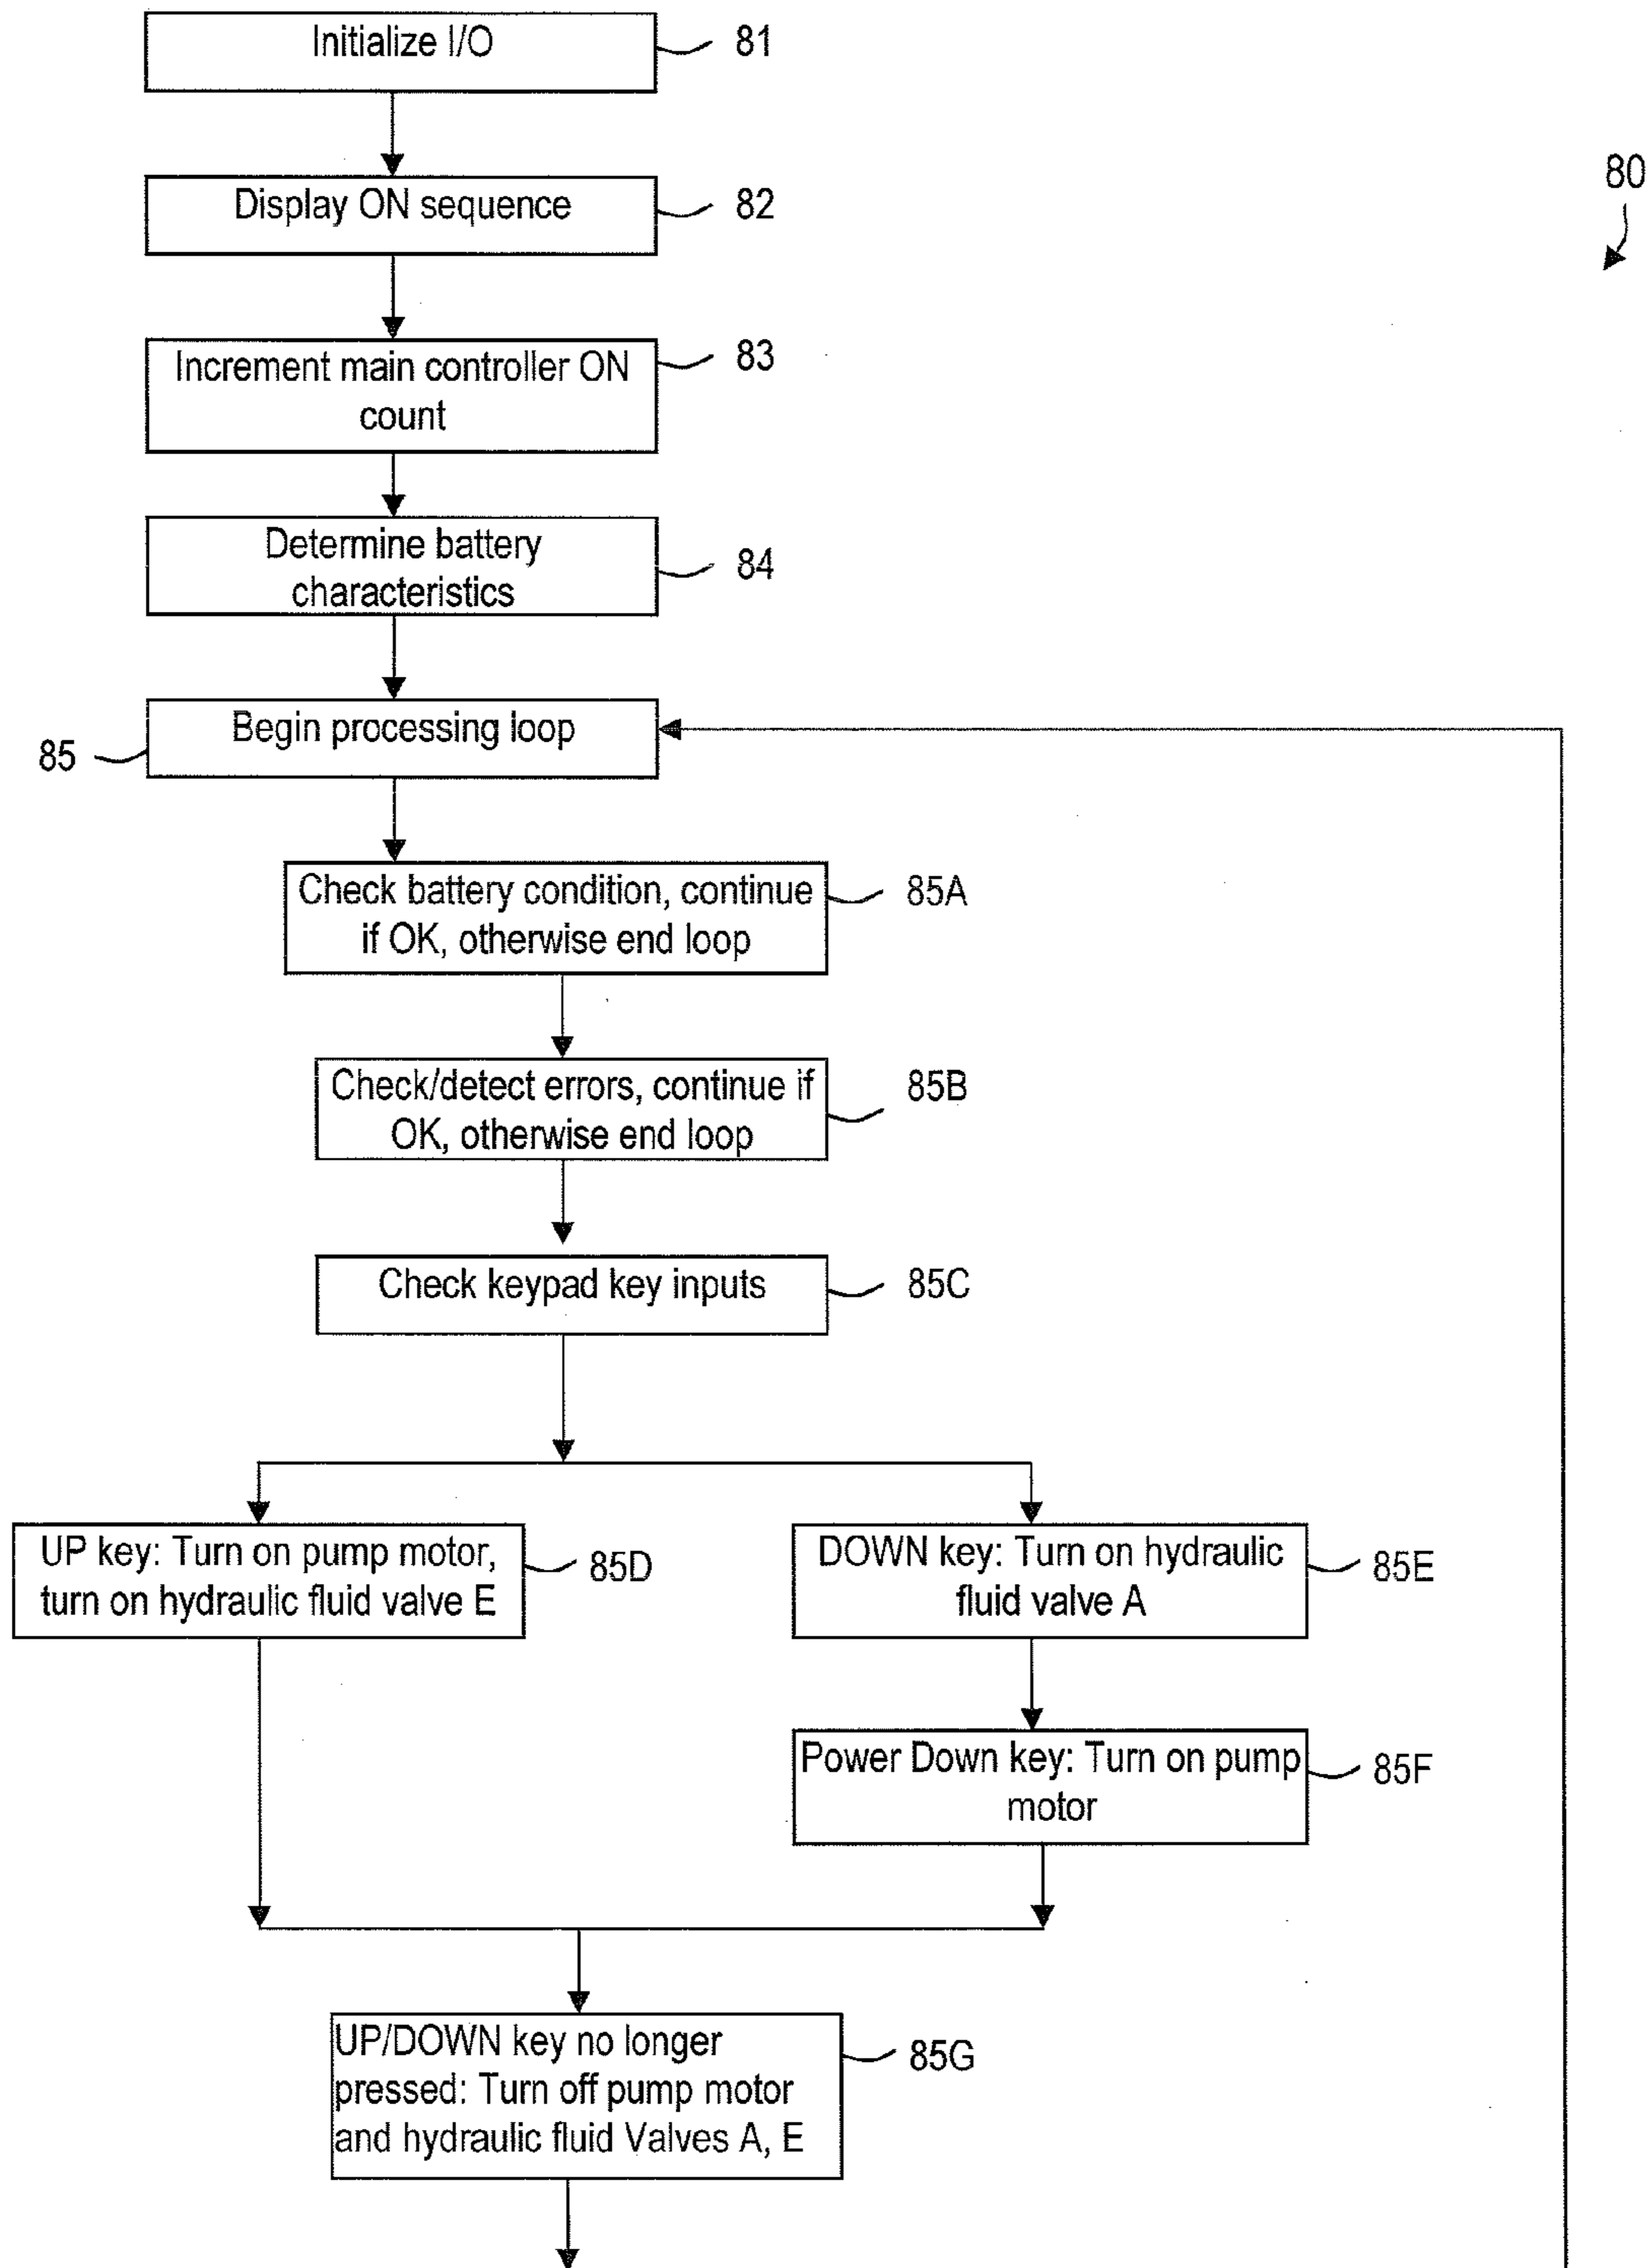 Initialize I/O
81
80
Display ON sequence
82
Increment main controller ON
count
83
Determine battery
characteristics
84
Begin processing loop
85
Check battery condition, continue
if OK, otherwise end loop
85A
Check/detect errors, continue if
OK, otherwise end loop
85B
Check keypad key inputs
85C
UP key: Turn on pump motor,
turn on hydraulic fluid valve E
85D
DOWN key: Turn on hydraulic
fluid valve A
85E
Power Down key: Turn on pump
motor
85F
UP/DOWN key no longer
pressed: Turn off pump motor
and hydraulic fluid Valves A, E
85G